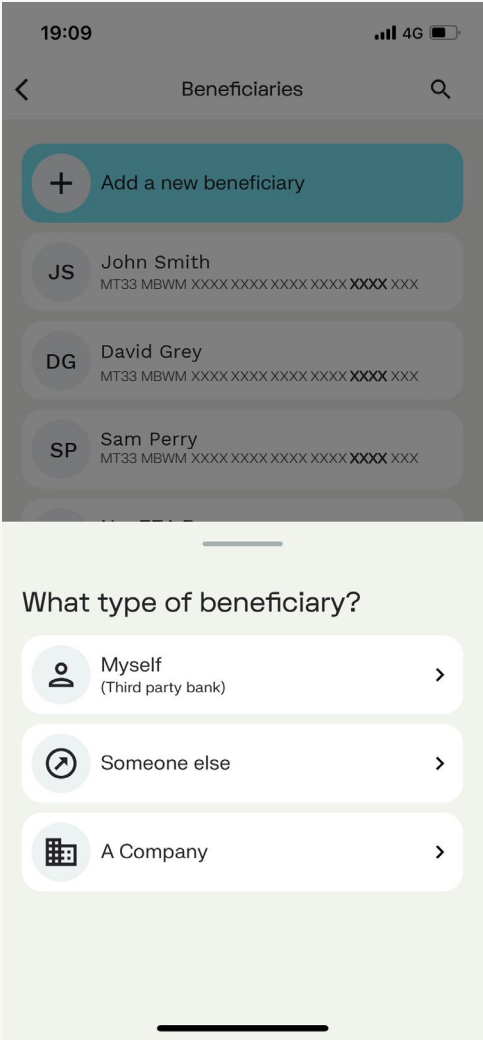 19:09
4G
Beneficiaries
Add a new beneficiary
JS
John Smith
MT33 MBWM XXXX XXXX XXXX XXXX XXXX XXX
DG
David Grey
MT33 MBWM XXXX XXXX XXXX XXXX XXXX XXX
SP
Sam Perry
MT33 MBWM XXXX XXXX XXXX XXXX XXXX XXX
What type of beneficiary?
Myself
(Third party bank)
Someone else
A Company